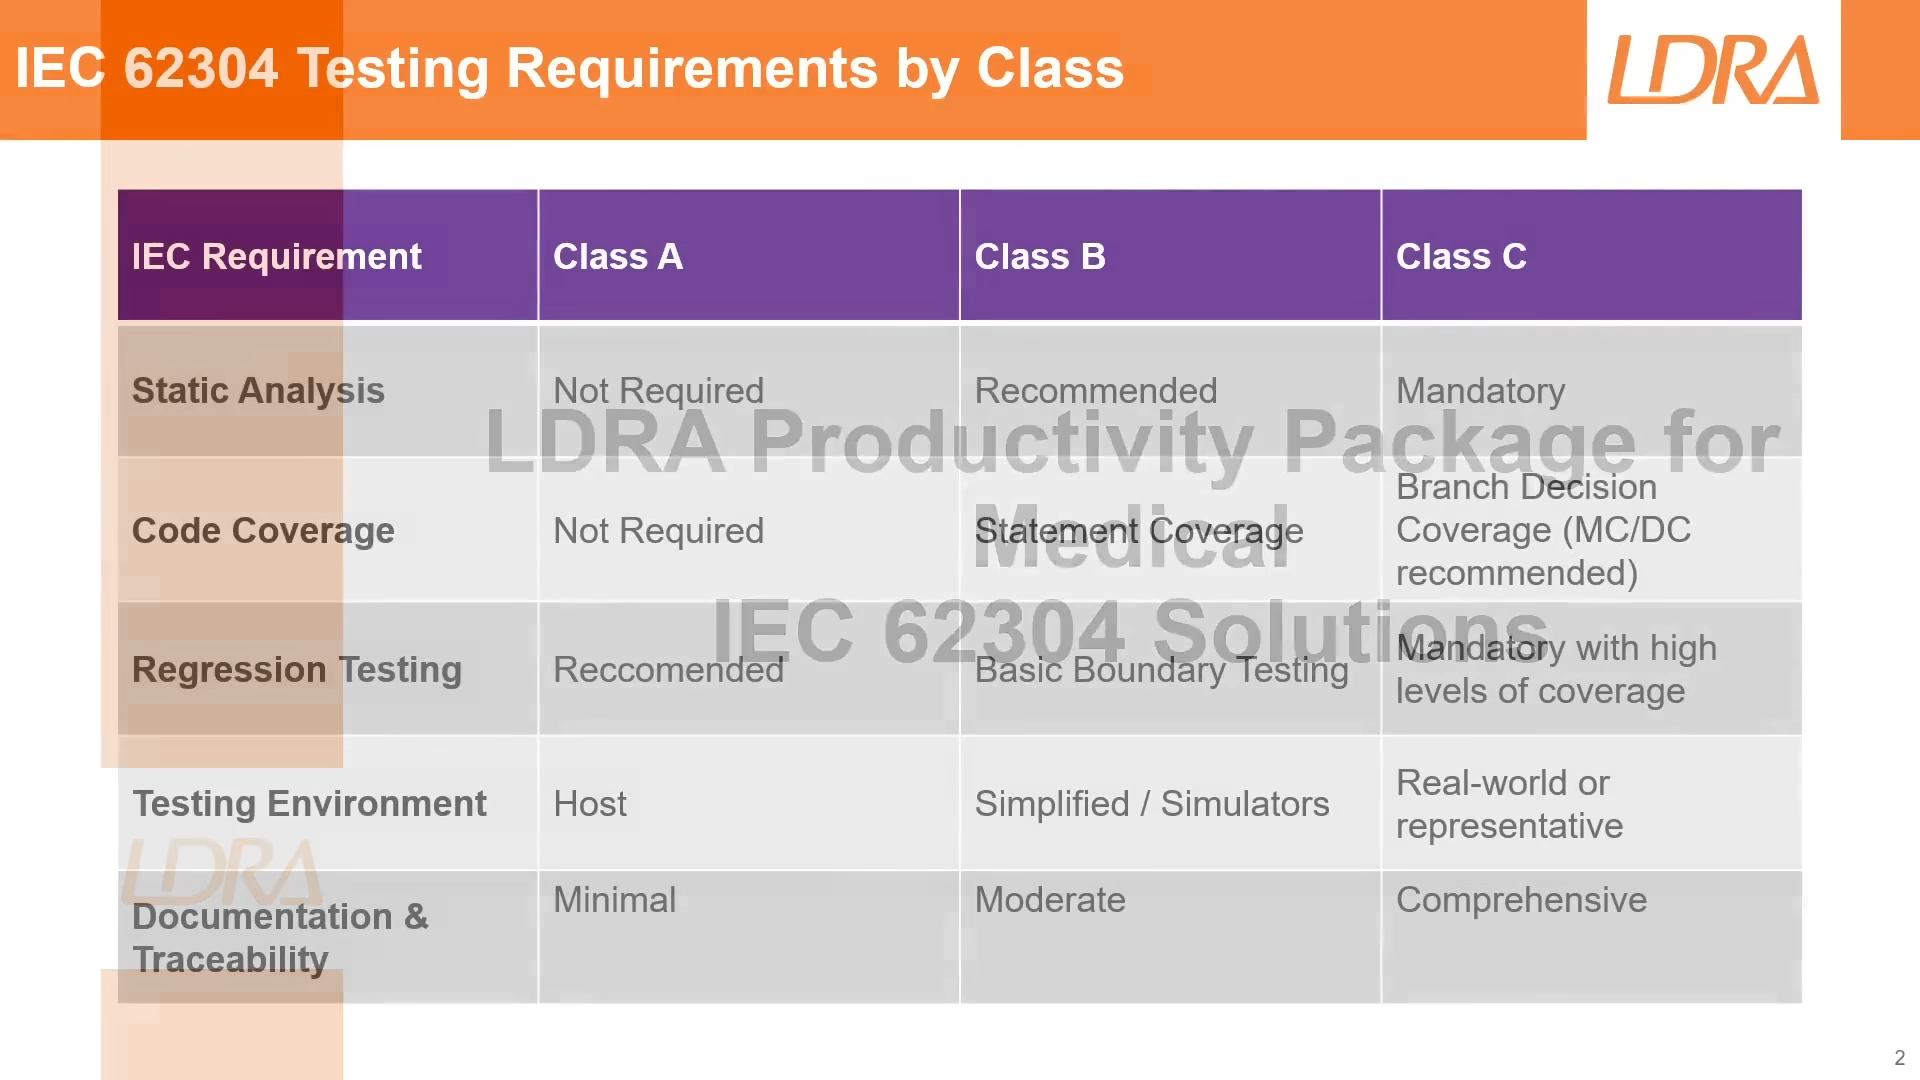 IEC 62304 Testing Requirements by Class
LDRA
IEC Requirement
Class A
Class B
Class C
Static Analysis
Not Required
Recommended
Mandatory
LDRA Productivity Package for
Medical
IEC 62304 Solutions
Code Coverage
Not Required
Statement Coverage
Branch Decision
Coverage (MC/DC
recommended)
Regression Testing
Reccomended
Basic Boundary Testing
Mandatory with high
levels of coverage
Testing Environment
Host
Simplified / Simulators
Real-world or
representative
LDRA
Documentation &
Traceability
Minimal
Moderate
Comprehensive
2